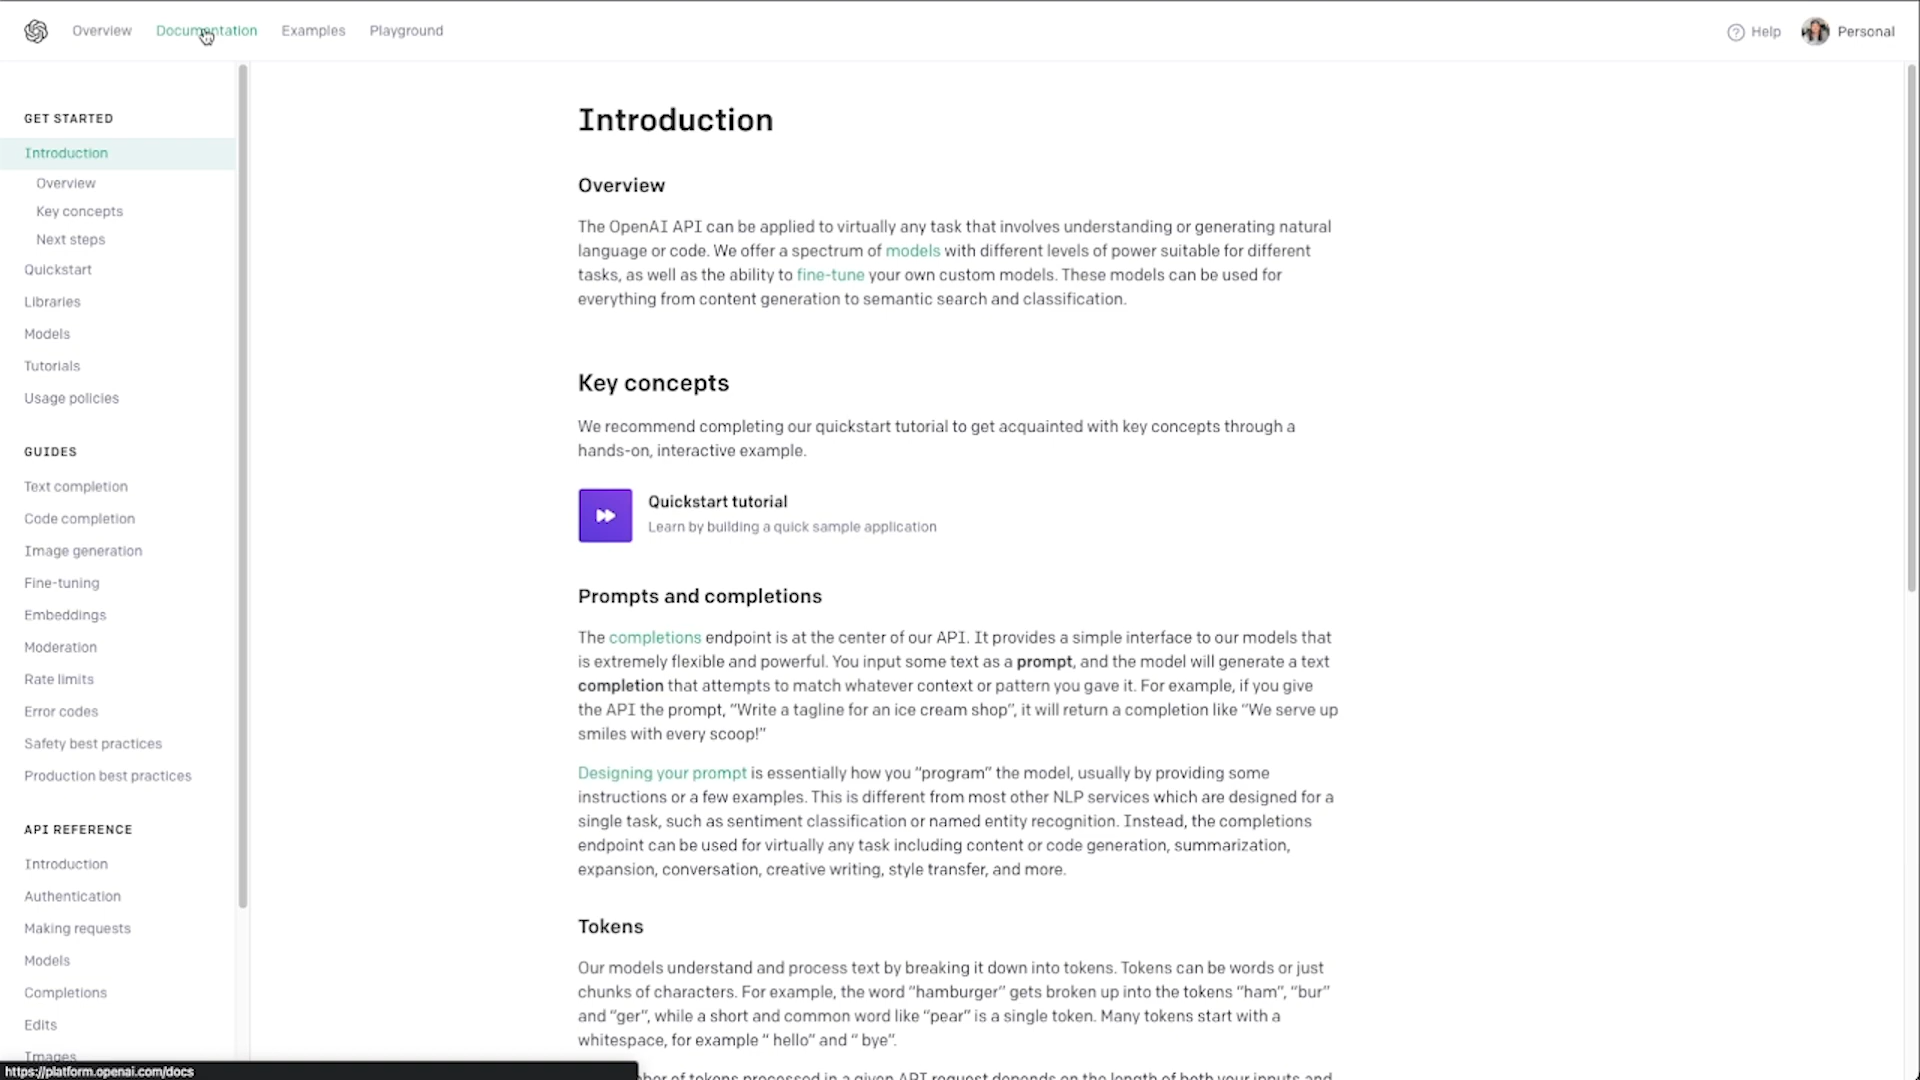 Overview
Documentation
Examples
Playground
Help
Personal
GET STARTED
Introduction
Overview
Key concepts
Next steps
Quickstart
Libraries
Models
Tutorials
Usage policies
GUIDES
Text completion
Code completion
Image generation
Fine-tuning
Embeddings
Moderation
Rate limits
Error codes
Safety best practices
Production best practices
API REFERENCE
Introduction
Authentication
Making requests
Models
Completions
Edits
Images
https://platform.openai.com/docs
Introduction
Overview
The OpenAI API can be applied to virtually any task that involves understanding or generating natural
language or code. We offer a spectrum of models with different levels of power suitable for different
tasks, as well as the ability to fine-tune your own custom models. These models can be used for
everything from content generation to semantic search and classification.
Key concepts
We recommend completing our quickstart tutorial to get acquainted with key concepts through a
hands-on, interactive example.
Quickstart tutorial
Learn by building a quick sample application
Prompts and completions
The completions endpoint is at the center of our API. It provides a simple interface to our models that
is extremely flexible and powerful. You input some text as a prompt, and the model will generate a text
completion that attempts to match whatever context or pattern you gave it. For example, if you give
the API the prompt, “Write a tagline for an ice cream shop”, it will return a completion like “We serve up
smiles with every scoop!”
Designing your prompt is essentially how you “program” the model, usually by providing some
instructions or a few examples. This is different from most other NLP services which are designed for a
single task, such as sentiment classification or named entity recognition. Instead, the completions
endpoint can be used for virtually any task including content or code generation, summarization,
expansion, conversation, creative writing, style transfer, and more.
Tokens
Our models understand and process text by breaking it down into tokens. Tokens can be words or just
chunks of characters. For example, the word “hamburger” gets broken up into the tokens “ham”, “bur”
and “ger”, while a short and common word like “pear” is a single token. Many tokens start with a
whitespace, for example “ hello” and “ bye”.
of tokens processed in a given API request depends on the length of both your inputs and